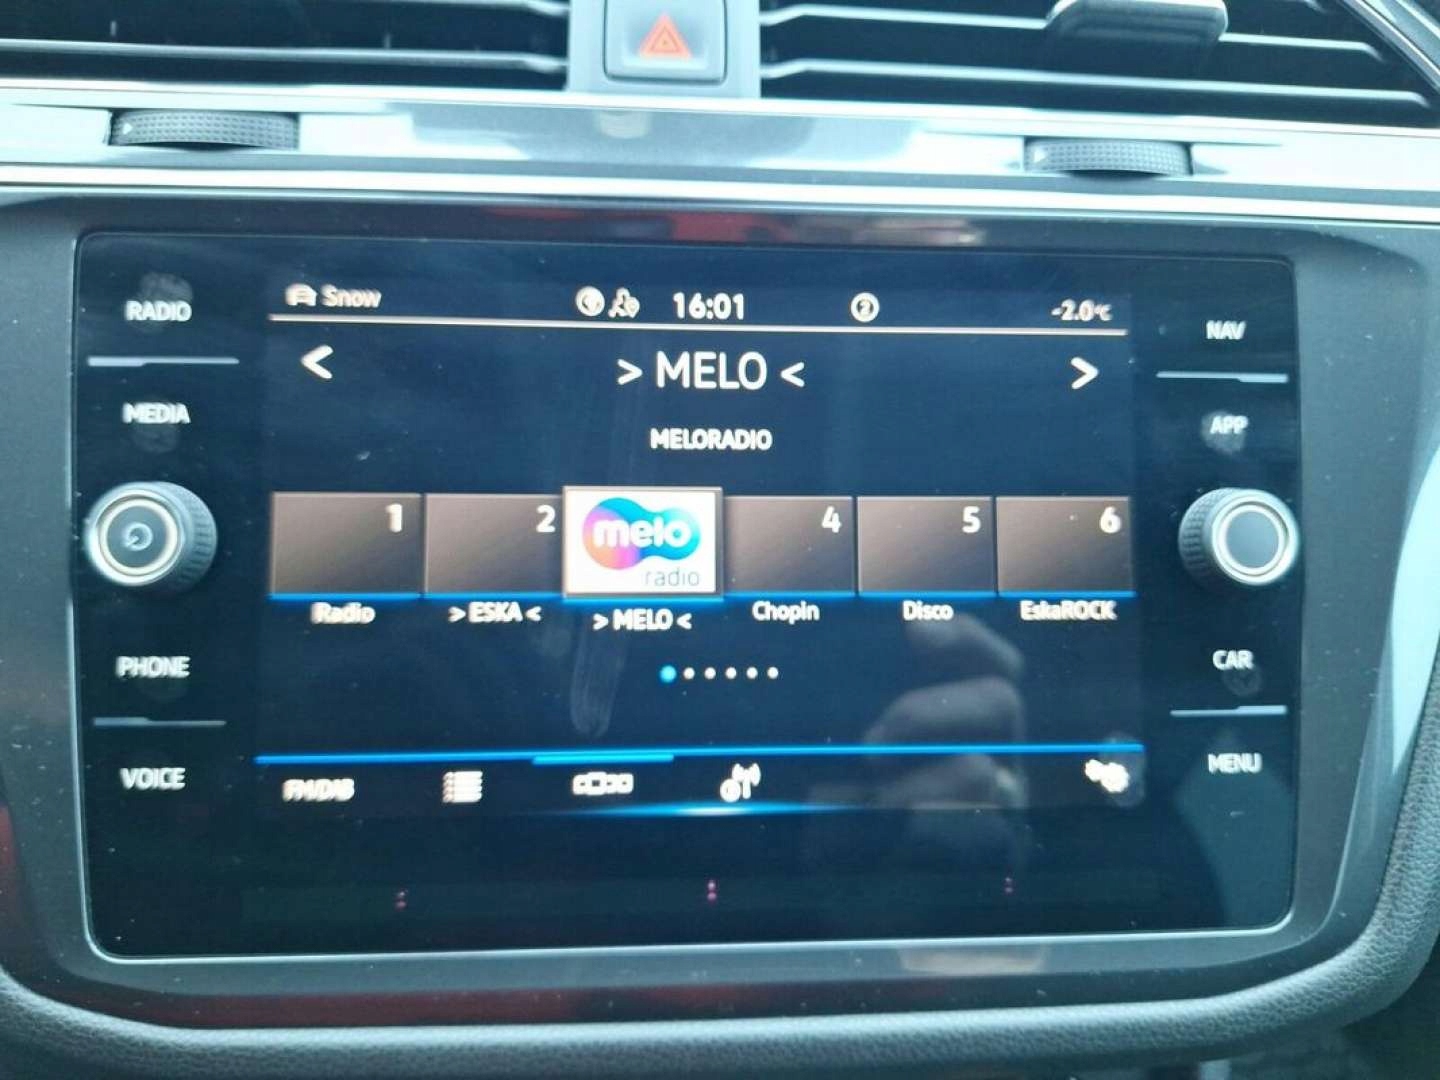 Snow 16:01 2 -2.0°C
RADIO
MEDIA
PHONE
VOICE
< > MELO < >
MELORADIO
1 2 melo radio 4 5 6
Radio > ESKA < > MELO < Chopin Disco EskaROCK
FM/DAB
NAV
APP
CAR
MENU